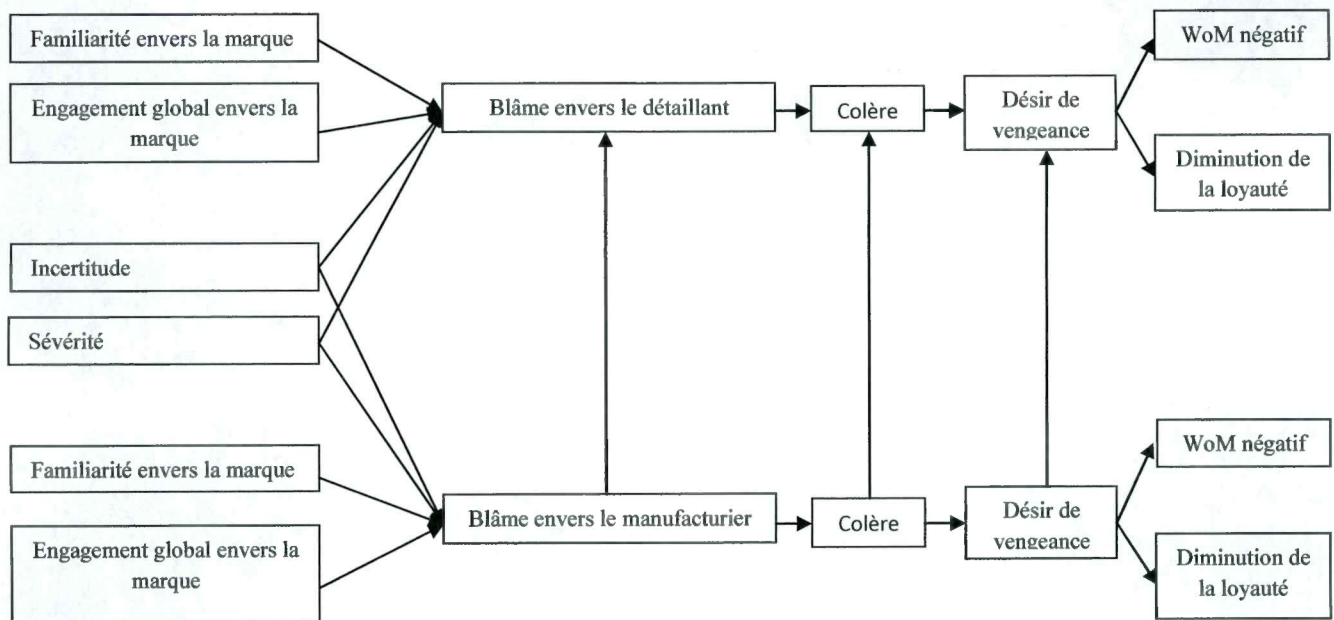 Familiarité envers la marque
Engagement global envers la
marque
Incertitude
Sévérité
Familiarité envers la marque
Engagement global envers la
marque
Blâme envers le détaillant
Blâme envers le manufacturier
Colère
Colère
Désir de
vengeance
Désir de
vengeance
WoM négatif
Diminution de
la loyauté
WoM négatif
Diminution de
la loyauté